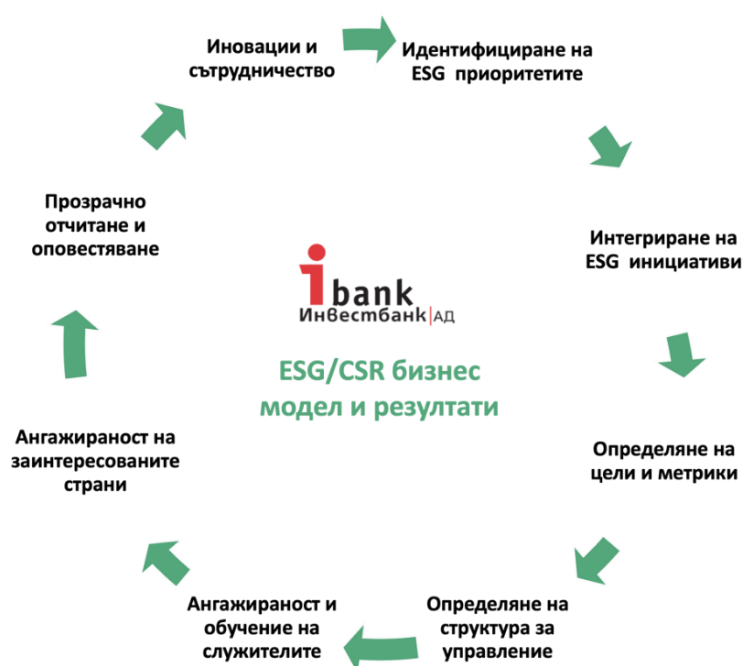 Иновации и
сътрудничество
Идентифициране на
ESG приоритетите
Интегриране на
ESG инициативи
Определяне на
цели и метрики
Определяне на
структура за
управление
Ангажираност и
обучение на
служителите
Ангажираност на
заинтересованите
страни
Прозрачно
отчитане и
оповестяване
ibank
Инвестбанк|АД
ESG/CSR бизнес
модел и резултати